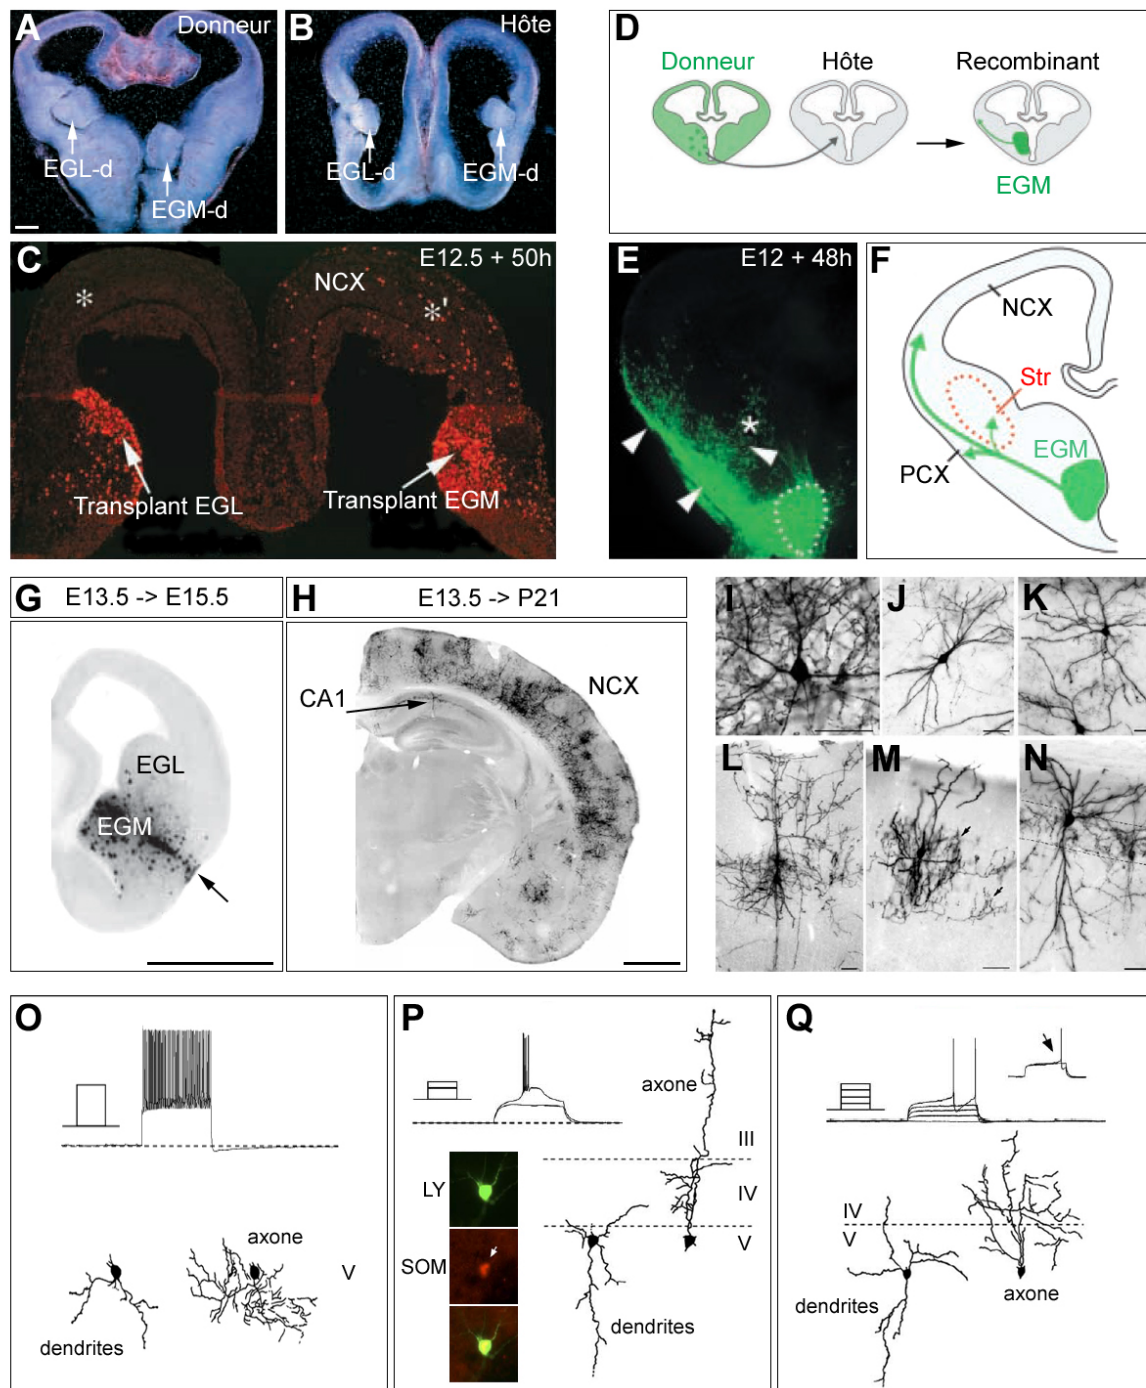 A
Donneur
EGL-d
EGM-d
B
Hôte
EGL-d
EGM-d
C
E12.5 + 50h
NCX
*
*'
Transplant EGL
Transplant EGM
D
Donneur
Hôte
Recombinant
EGM
E
E12 + 48h
*
F
NCX
Str
EGM
PCX
G
E13.5 -> E15.5
EGL
EGM
H
E13.5 -> P21
CA1
NCX
I
J
K
L
M
N
O
axone
V
dendrites
P
axone
III
LY
IV
V
SOM
dendrites
Q
IV
V
dendrites
axone